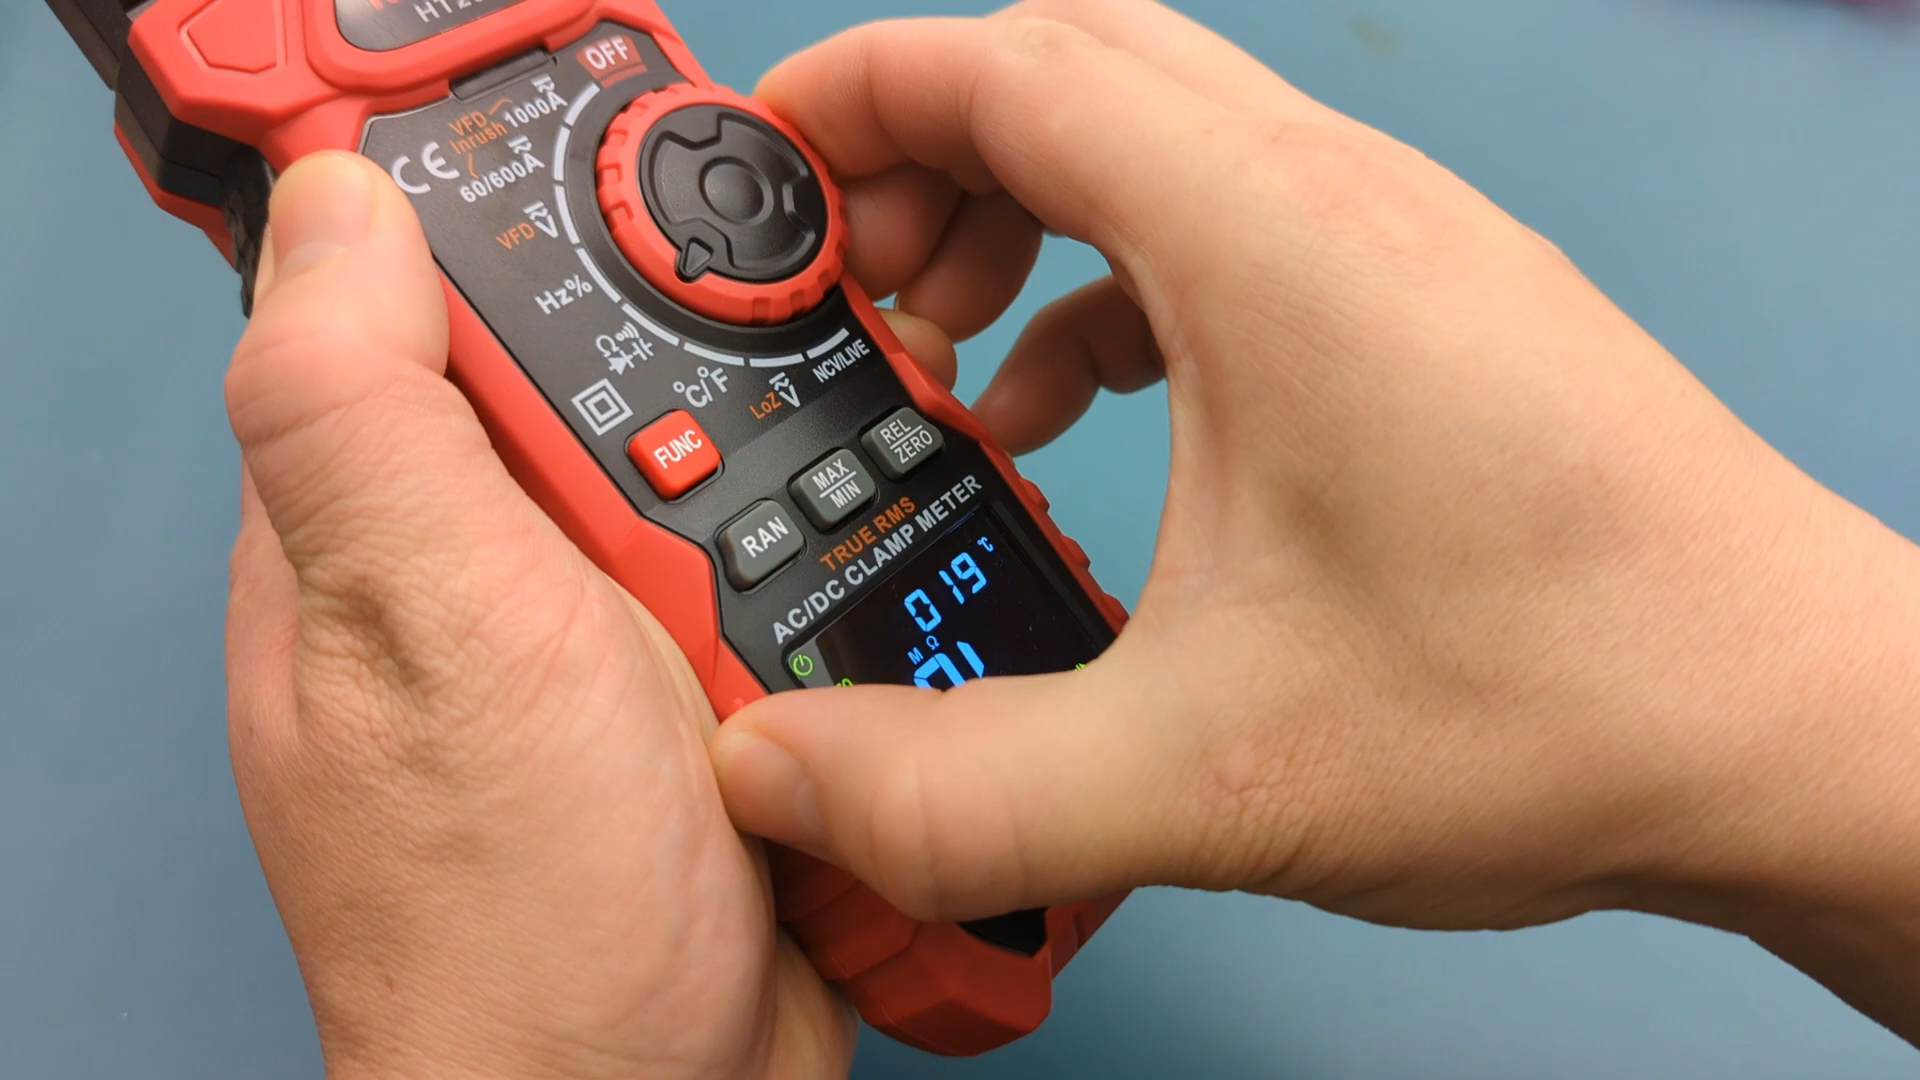 OFF
VFD
Inrush
1000A
60/600A
CE
VFD V
Hz%
Ω
°C/°F
LoZ V
NCV/LIVE
FUNC
RAN
MAX
MIN
REL
ZERO
TRUE RMS
AC/DC CLAMP METER
019 °C
M Ω